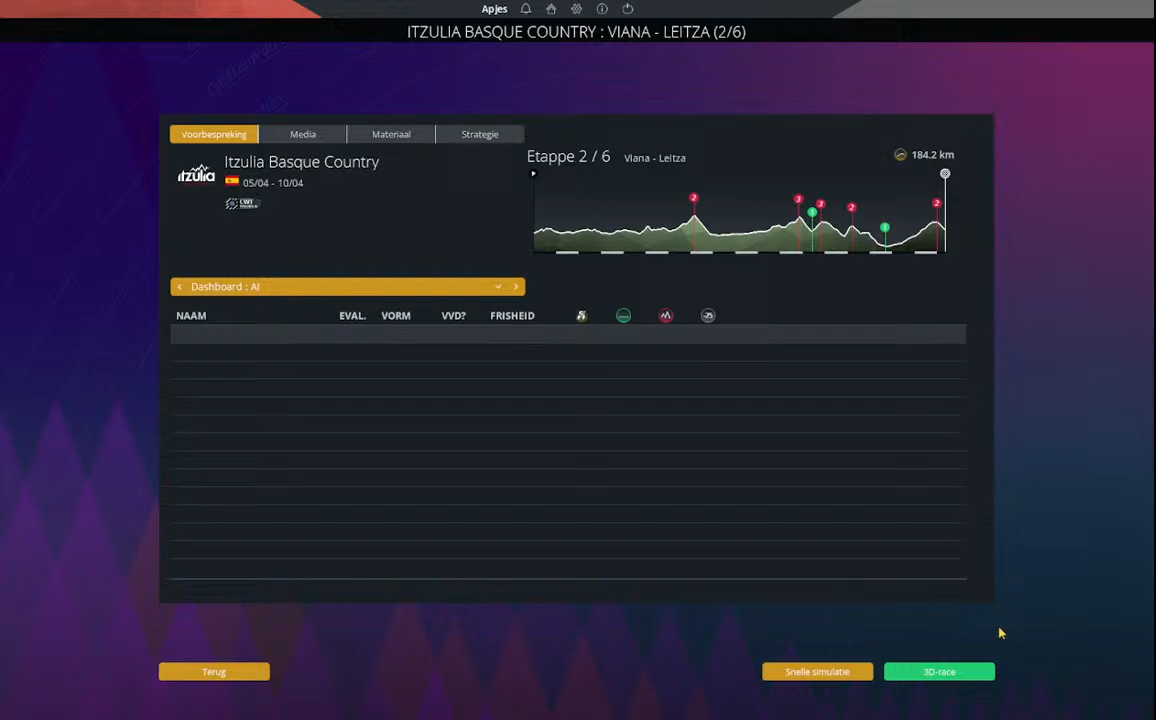 Apjes
ITZULIA BASQUE COUNTRY : VIANA - LEITZA (2/6)
Voorbespreking
Media
Materiaal
Strategie
itzulia
Itzulia Basque Country
05/04 - 10/04
Etappe 2 / 6 Viana - Leitza
184.2 km
2
3
3
2
2
S
S
Dashboard : AI
NAAM EVAL. VORM VVD? FRISHEID
Terug
Snelle simulatie
3D-race